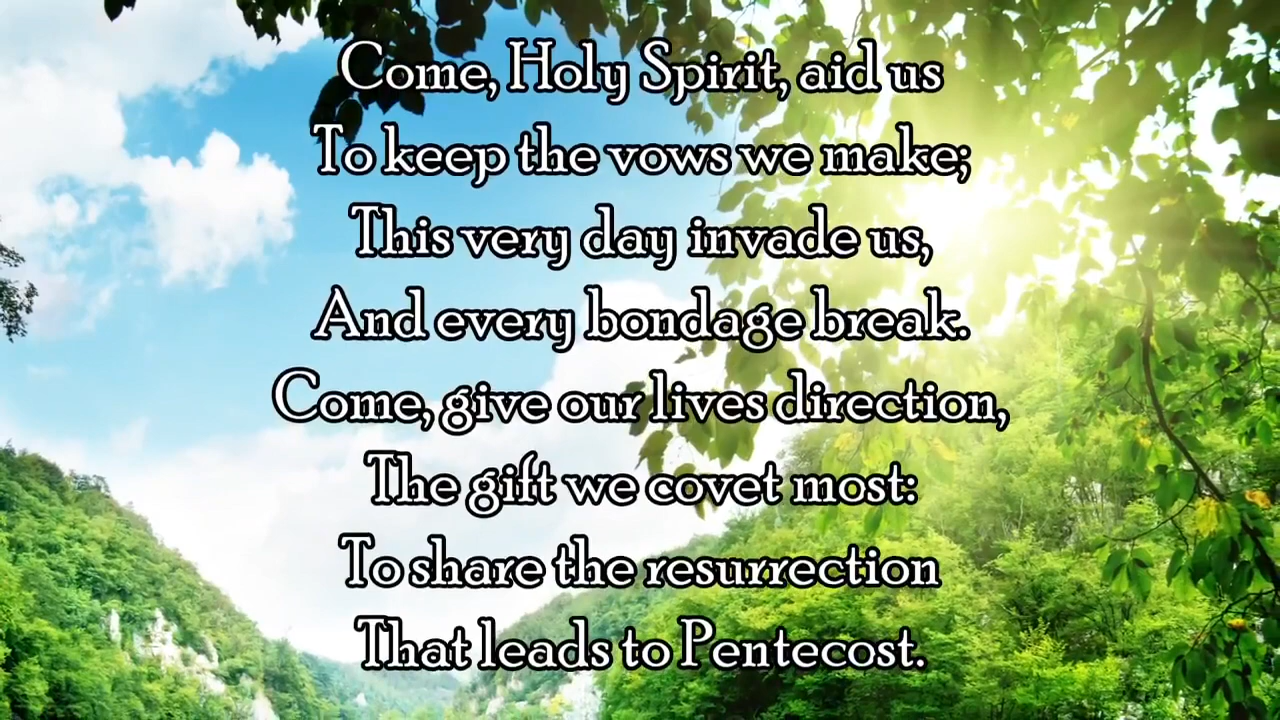 Come, Holy Spirit, aid us
To keep the vows we make;
This very day invade us,
And every bondage break.
Come, give our lives direction,
The gift we covet most:
To share the resurrection
That leads to Pentecost.